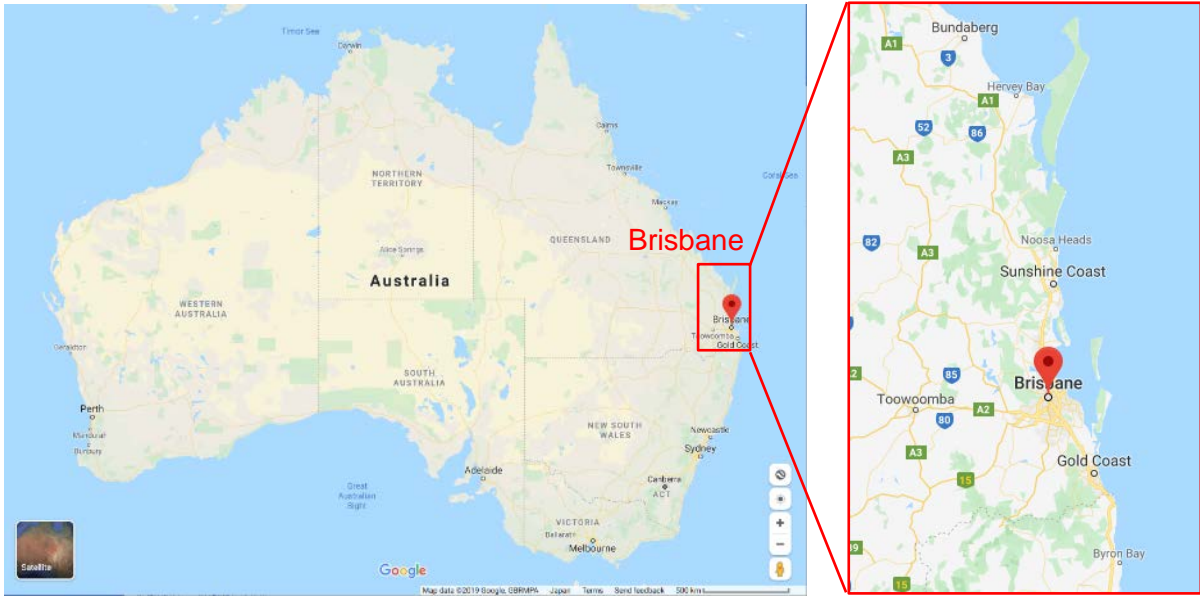 Timor Sea
Darwin
Cairns
Townsville
Coral Sea
NORTHERN
TERRITORY
Mackay
QUEENSLAND
Brisbane
Alice Springs
Australia
WESTERN
AUSTRALIA
Brisbane
Toowoomba
Gold Coast
Geraldton
SOUTH
AUSTRALIA
Perth
Mandurah
Bunbury
NEW SOUTH
WALES
Newcastle
Sydney
Adelaide
Canberra
ACT
Great
Australian
Bight
VICTORIA
Ballarat
Melbourne
Satellite
Google
Map data ©2019 Google, GBRMPA Japan Terms Send feedback 500 km
Bundaberg
A1
3
Hervey Bay
A1
52
86
A3
82
A3
Noosa Heads
Sunshine Coast
85
Brisbane
Toowoomba
A2
80
A3
Gold Coast
15
Byron Bay
15